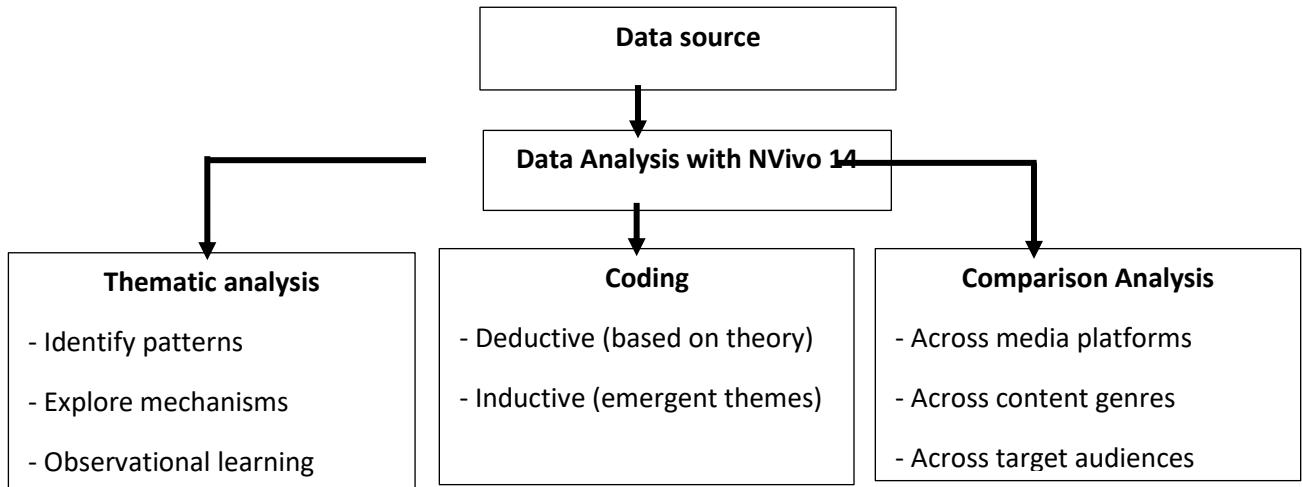 Data source
Data Analysis with NVivo 14
Thematic analysis
- Identify patterns
- Explore mechanisms
- Observational learning
Coding
- Deductive (based on theory)
- Inductive (emergent themes)
Comparison Analysis
- Across media platforms
- Across content genres
- Across target audiences